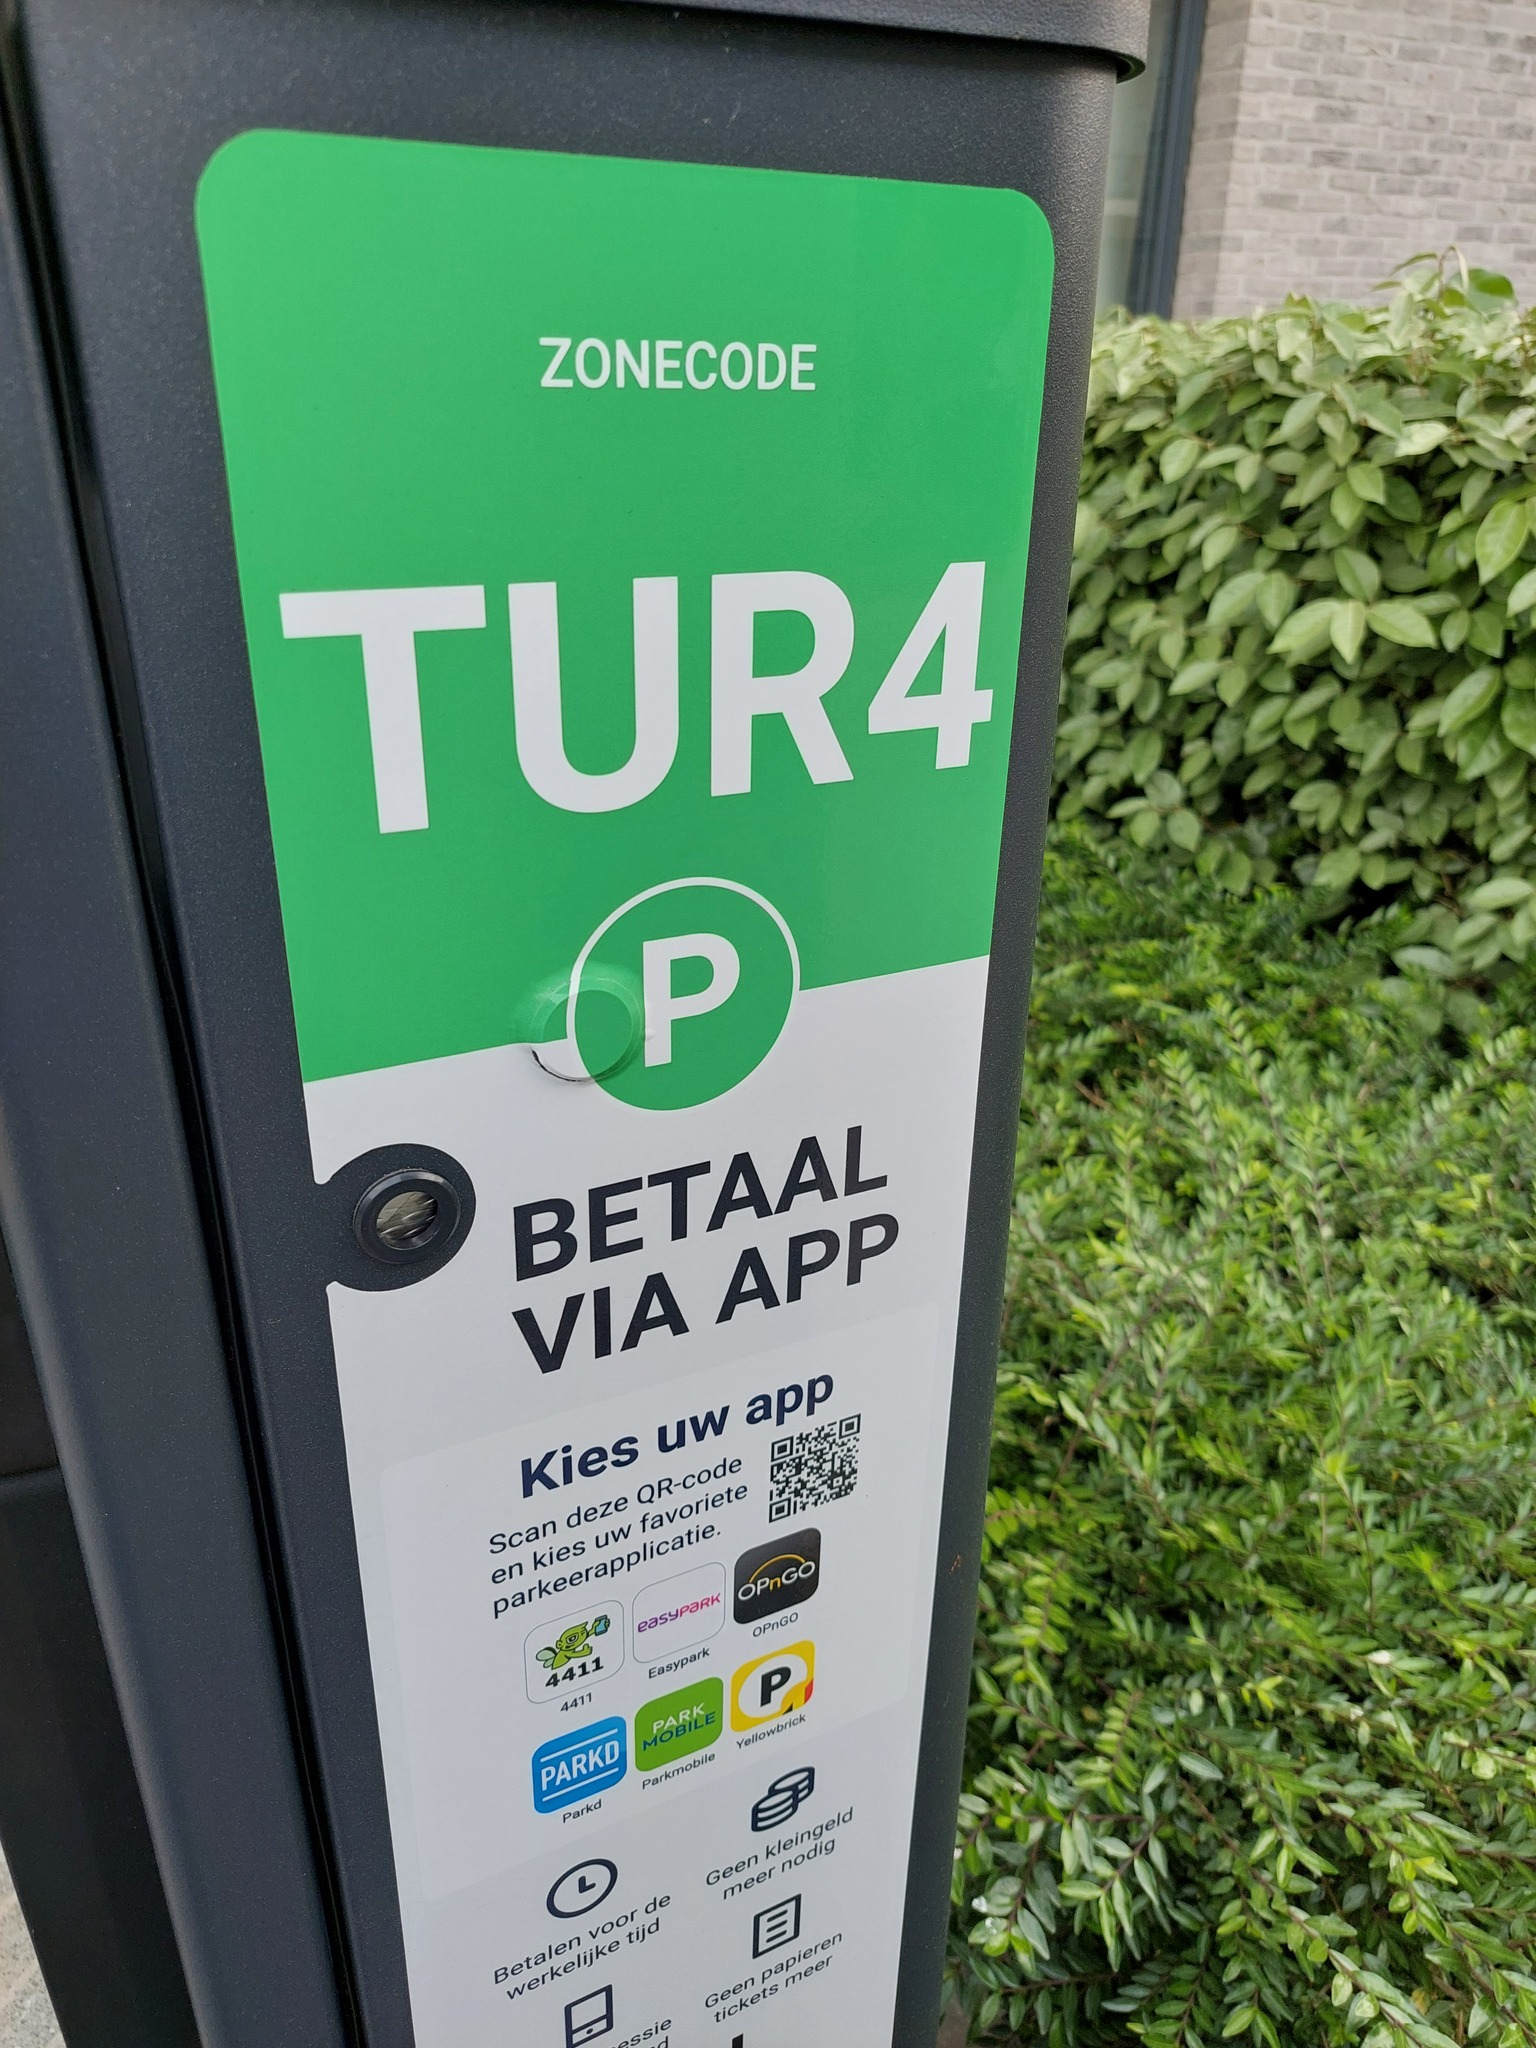 ZONECODE
TUR4
P
BETAAL
VIA APP
Kies uw app
Scan deze QR-code
en kies uw favoriete
parkeerapplicatie.
4411
easyPARK
OPnGO
4411
Easypark
OPnGO
PARKD
PARK
MOBILE
P
Parkd
Parkmobile
Yellowbrick
Betalen voor de
werkelijke tijd
Geen kleingeld
meer nodig
Geen papieren
tickets meer